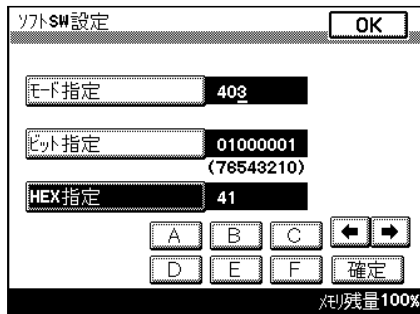 ソフトSW設定 OK
モード指定 403
ビット指定 01000001
(76543210)
HEX指定 41
A B C ← →
D E F 確定
メモリ残量100%